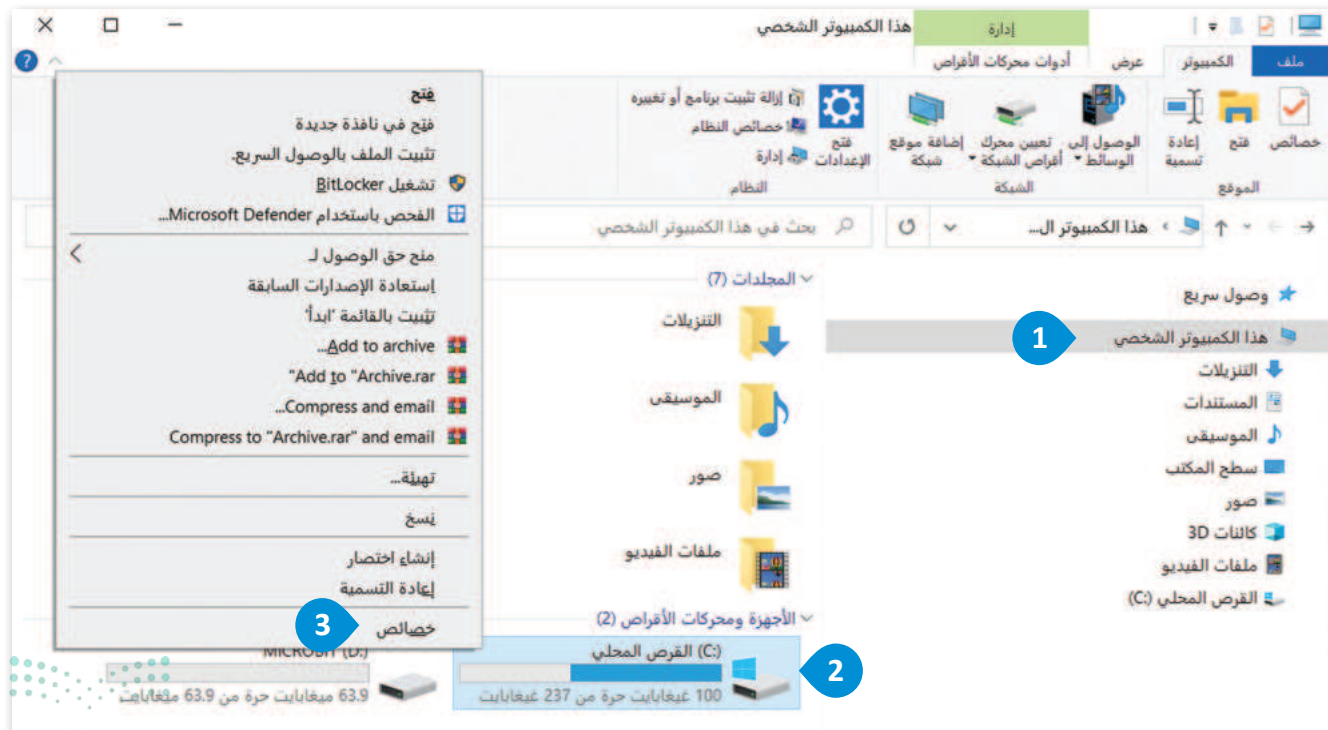 هذا الكمبيوتر الشخصي
إدارة
ملف
الكمبيوتر
عرض
أدوات محركات الأقراص
خصائص
فتح
إعادة تسمية
الموقع
الوصول إلى الوسائط
تعيين محرك أقراص الشبكة
إضافة موقع شبكة
الشبكة
فتح الإعدادات
إزالة تثبيت برنامج أو تغييره
خصائص النظام
إدارة
النظام
هذا الكمبيوتر ال...
بحث في هذا الكمبيوتر الشخصي
وصول سريع
هذا الكمبيوتر الشخصي
1
التنزيلات
المستندات
الموسيقى
سطح المكتب
صور
كائنات 3D
ملفات الفيديو
القرص المحلي (C:)
المجلدات (7)
التنزيلات
الموسيقى
صور
ملفات الفيديو
الأجهزة ومحركات الأقراص (2)
(C:) القرص المحلي
100 غيغابايت حرة من 237 غيغابايت
2
MICROBIT (D:)
63.9 ميغابايت حرة من 63.9 ميغابايت
?
فتح
فتح في نافذة جديدة
تثبيت الملف بالوصول السريع.
تشغيل BitLocker
الفحص باستخدام Microsoft Defender...
منح حق الوصول لـ
إستعادة الإصدارات السابقة
تثبيت بالقائمة 'ابدأ'
...Add to archive
"Add to "Archive.rar
...Compress and email
Compress to "Archive.rar" and email
تهيئة...
نسخ
إنشاء اختصار
إعادة التسمية
خصائص
3